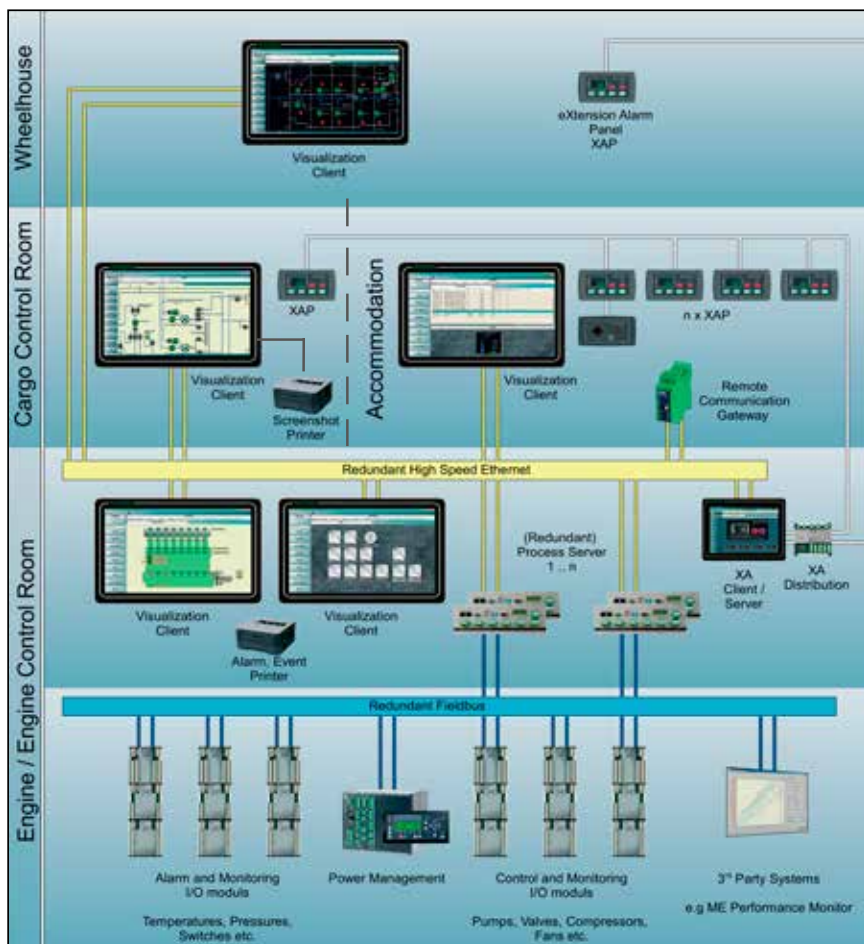 Wheelhouse
Visualization
Client
eXtension Alarm
Panel
XAP
Cargo Control Room
XAP
Visualization
Client
Screenshot
Printer
Accommodation
Visualization
Client
n x XAP
Remote
Communication
Gateway
Redundant High Speed Ethernet
Engine / Engine Control Room
Visualization
Client
Alarm, Event
Printer
Visualization
Client
(Redundant)
Process Server
1 .. n
XA
Client /
Server
XA
Distribution
Redundant Fieldbus
Alarm and Monitoring
I/O moduls
Temperatures, Pressures,
Switches etc.
Power Management
Control and Monitoring
I/O moduls
Pumps, Valves, Compressors,
Fans etc.
3rd Party Systems
e.g ME Performance Monitor